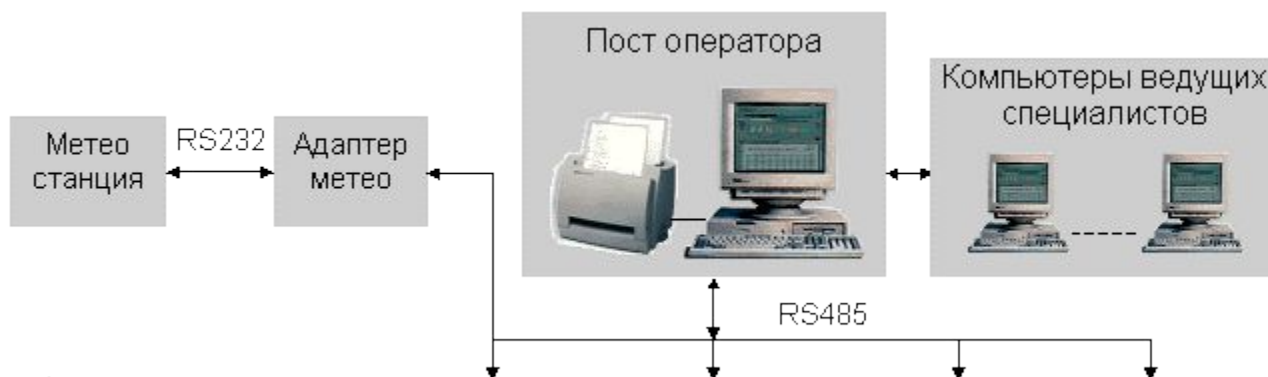 Пост оператора
Компьютеры ведущих
специалистов
Метео
станция
RS232
Адаптер
метео
RS485